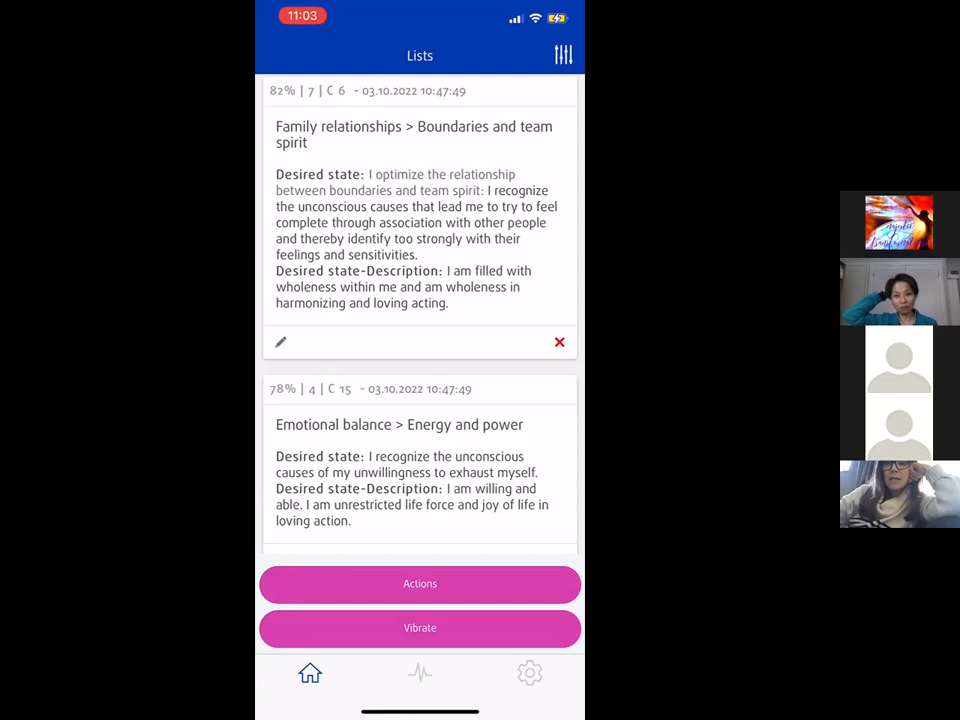 11:03
Lists
82% | 7 | C 6 - 03.10.2022 10:47:49
Family relationships > Boundaries and team
spirit
Desired state: I optimize the relationship
between boundaries and team spirit: I recognize
the unconscious causes that lead me to try to feel
complete through association with other people
and thereby identify too strongly with their
feelings and sensitivities.
Desired state-Description: I am filled with
wholeness within me and am wholeness in
harmonizing and loving acting.
78% | 4 | C 15 - 03.10.2022 10:47:49
Emotional balance > Energy and power
Desired state: I recognize the unconscious
causes of my unwillingness to exhaust myself.
Desired state-Description: I am willing and
able. I am unrestricted life force and joy of life in
loving action.
Actions
Vibrate